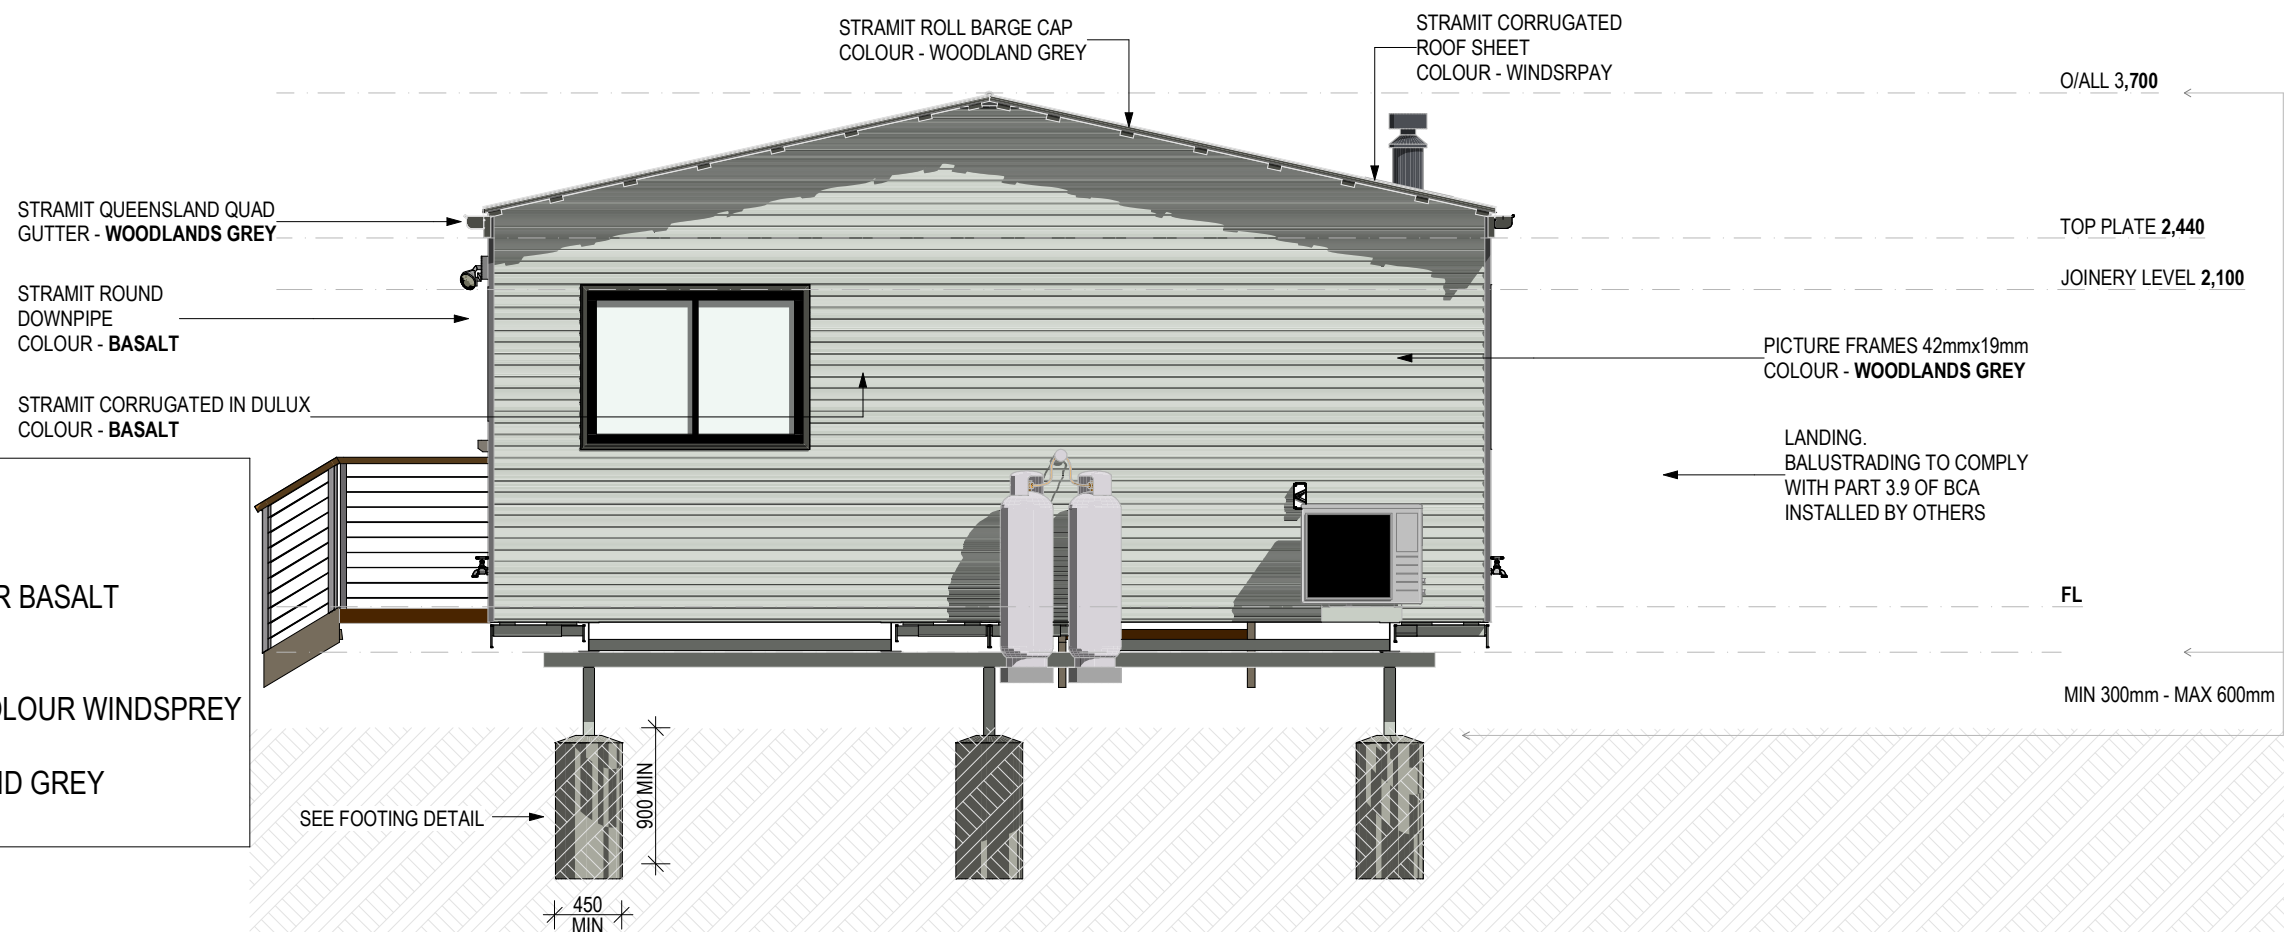 STRAMIT ROLL BARGE CAP
COLOUR - WOODLAND GREY
STRAMIT CORRUGATED
ROOF SHEET
COLOUR - WINDSRPAY
O/ALL 3,700
STRAMIT QUEENSLAND QUAD
GUTTER - WOODLANDS GREY
TOP PLATE 2,440
JOINERY LEVEL 2,100
STRAMIT ROUND
DOWNPIPE
COLOUR - BASALT
PICTURE FRAMES 42mmx19mm
COLOUR - WOODLANDS GREY
STRAMIT CORRUGATED IN DULUX
COLOUR - BASALT
LANDING.
BALUSTRADING TO COMPLY
WITH PART 3.9 OF BCA
INSTALLED BY OTHERS
R BASALT
FL
OLOUR WINDSPREY
MIN 300mm - MAX 600mm
ND GREY
SEE FOOTING DETAIL
900 MIN
450
MIN